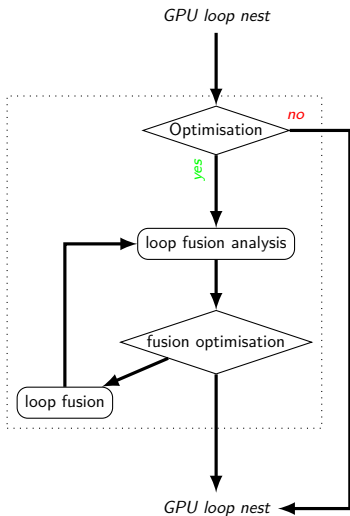 GPU loop nest
no
Optimisation
yes
loop fusion analysis
fusion optimisation
loop fusion
GPU loop nest